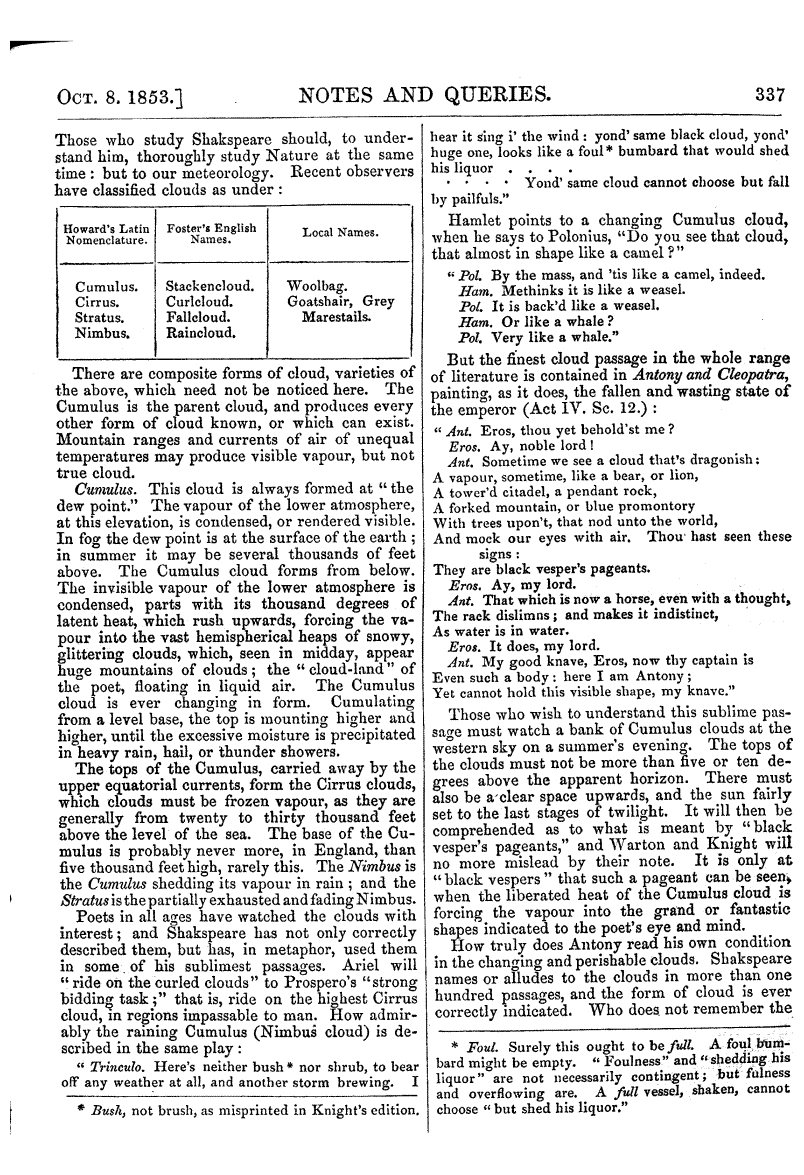 OCT. 8. 1853.] NOTES AND QUERIES. 337
Those who study Shakspeare should, to under-
stand him, thoroughly study Nature at the same
time: but to our meteorology. Recent observers
have classified clouds as under:
Howard's Latin Nomenclature. Foster's English Names. Local Names.
Cumulus. Stackencloud. Woolbag.
Cirrus. Curlcloud. Goatshair, Grey
Stratus. Fallcloud. Marestails.
Nimbus. Raincloud.
There are composite forms of cloud, varieties of
the above, which need not be noticed here. The
Cumulus is the parent cloud, and produces every
other form of cloud known, or which can exist.
Mountain ranges and currents of air of unequal
temperatures may produce visible vapour, but not
true cloud.
Cumulus. This cloud is always formed at "the
dew point." The vapour of the lower atmosphere,
at this elevation, is condensed, or rendered visible.
In fog the dew point is at the surface of the earth;
in summer it may be several thousands of feet
above. The Cumulus cloud forms from below.
The invisible vapour of the lower atmosphere is
condensed, parts with its thousand degrees of
latent heat, which rush upwards, forcing the va-
pour into the vast hemispherical heaps of snowy,
glittering clouds, which, seen in midday, appear
huge mountains of clouds; the "cloud-land" of
the poet, floating in liquid air. The Cumulus
cloud is ever changing in form. Cumulating
from a level base, the top is mounting higher and
higher, until the excessive moisture is precipitated
in heavy rain, hail, or thunder showers.
The tops of the Cumulus, carried away by the
upper equatorial currents, form the Cirrus clouds,
which clouds must be frozen vapour, as they are
generally from twenty to thirty thousand feet
above the level of the sea. The base of the Cu-
mulus is probably never more, in England, than
five thousand feet high, rarely this. The Nimbus is
the Cumulus shedding its vapour in rain; and the
Stratus is the partially exhausted and fading Nimbus.
Poets in all ages have watched the clouds with
interest; and Shakspeare has not only correctly
described them, but has, in metaphor, used them
in some of his sublimest passages. Ariel will
"ride on the curled clouds" to Prospero's "strong
bidding task;" that is, ride on the highest Cirrus
cloud, in regions impassable to man. How admir-
ably the raining Cumulus (Nimbus cloud) is de-
scribed in the same play:
"Trinculo. Here's neither bush* nor shrub, to bear
off any weather at all, and another storm brewing. I
* Bush, not brush, as misprinted in Knight's edition.
hear it sing i' the wind: yond' same black cloud, yond'
huge one, looks like a foul* bumbard that would shed
his liquor . . . .
. . . . Yond' same cloud cannot choose but fall
by pailfuls."
Hamlet points to a changing Cumulus cloud,
when he says to Polonius, "Do you see that cloud,
that almost in shape like a camel?"
"Pol. By the mass, and 'tis like a camel, indeed.
Ham. Methinks it is like a weasel.
Pol. It is back'd like a weasel.
Ham. Or like a whale?
Pol. Very like a whale."
But the finest cloud passage in the whole range
of literature is contained in Antony and Cleopatra,
painting, as it does, the fallen and wasting state of
the emperor (Act IV. Sc. 12.):
"Ant. Eros, thou yet behold'st me?
Eros. Ay, noble lord!
Ant. Sometime we see a cloud that's dragonish:
A vapour, sometime, like a bear, or lion,
A tower'd citadel, a pendant rock,
A forked mountain, or blue promontory
With trees upon't, that nod unto the world,
And mock our eyes with air. Thou hast seen these
signs:
They are black vesper's pageants.
Eros. Ay, my lord.
Ant. That which is now a horse, even with a thought,
The rack dislimns; and makes it indistinct,
As water is in water.
Eros. It does, my lord.
Ant. My good knave, Eros, now thy captain is
Even such a body: here I am Antony;
Yet cannot hold this visible shape, my knave."
Those who wish to understand this sublime pas-
sage must watch a bank of Cumulus clouds at the
western sky on a summer's evening. The tops of
the clouds must not be more than five or ten de-
grees above the apparent horizon. There must
also be a clear space upwards, and the sun fairly
set to the last stages of twilight. It will then be
comprehended as to what is meant by "black
vesper's pageants," and Warton and Knight will
no more mislead by their note. It is only at
"black vespers" that such a pageant can be seen,
when the liberated heat of the Cumulus cloud is
forcing the vapour into the grand or fantastic
shapes indicated to the poet's eye and mind.
How truly does Antony read his own condition
in the changing and perishable clouds. Shakspeare
names or alludes to the clouds in more than one
hundred passages, and the form of cloud is ever
correctly indicated. Who does not remember the
* Foul. Surely this ought to be full. A foul bum-
bard might be empty. "Foulness" and "shedding his
liquor" are not necessarily contingent; but fulness
and overflowing are. A full vessel, shaken, cannot
choose "but shed his liquor."